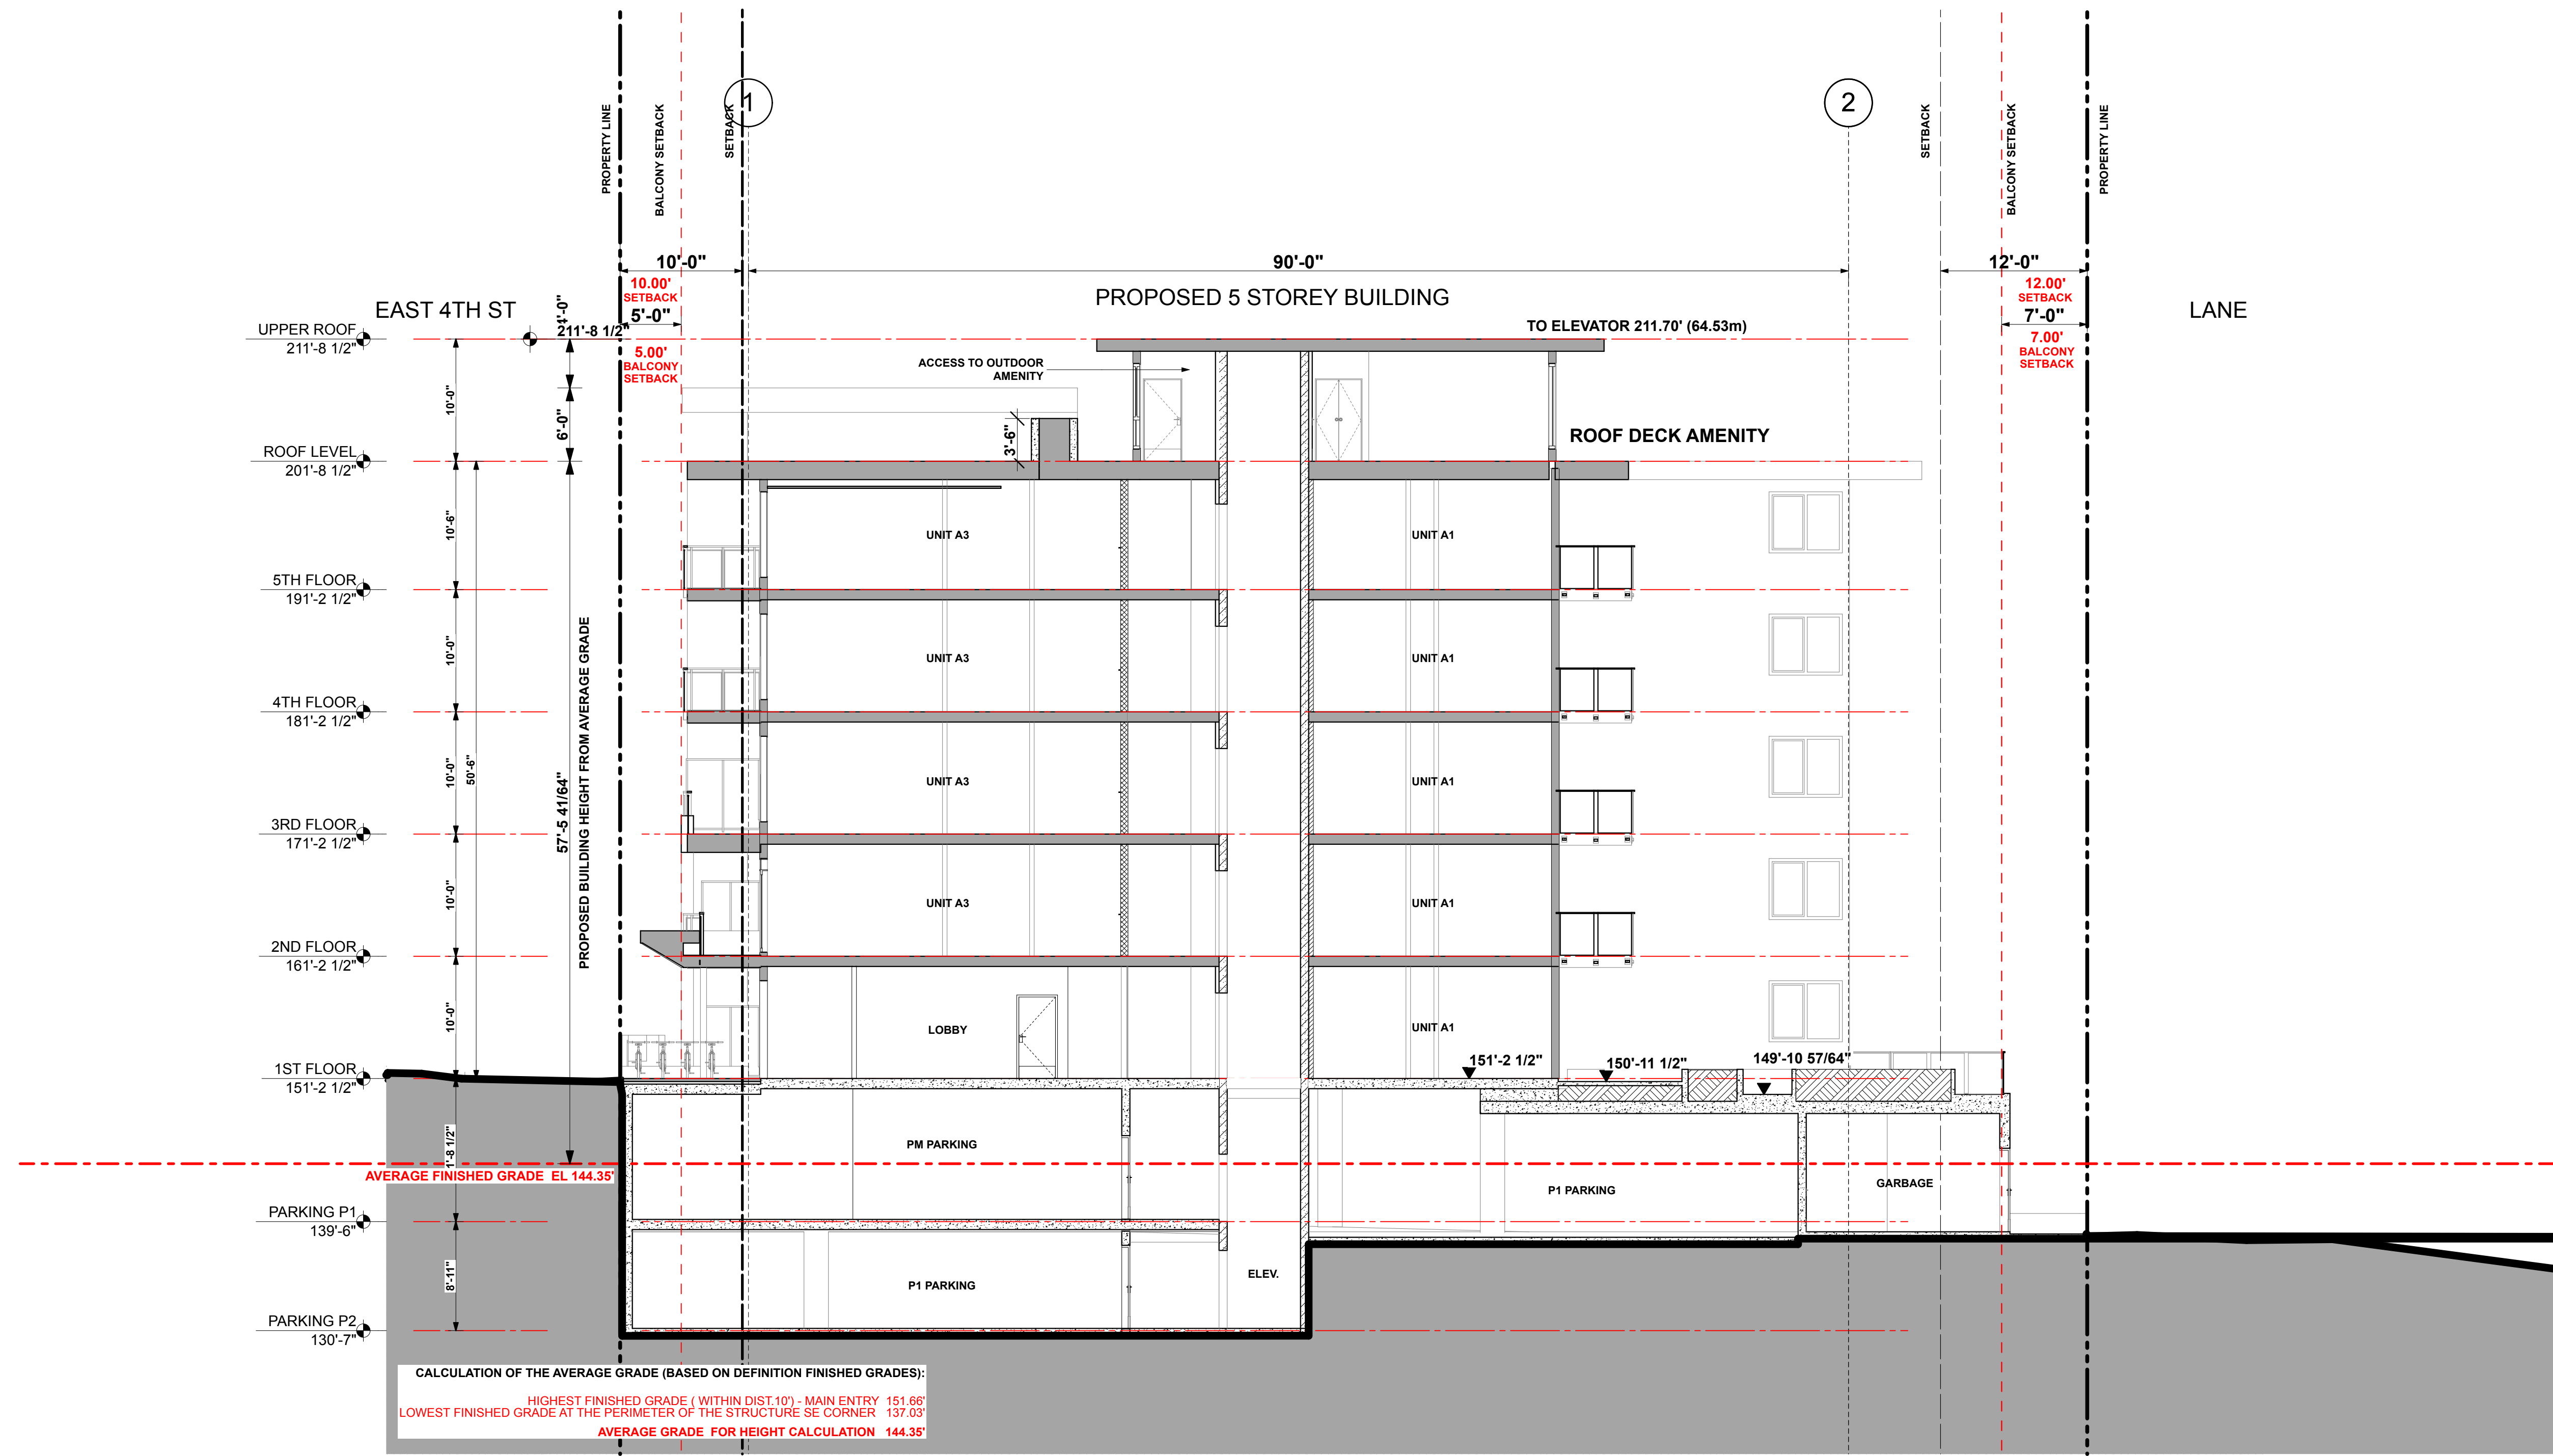 1
2
PROPERTY LINE
BALCONY SETBACK
SETBACK
SETBACK
BALCONY SETBACK
PROPERTY LINE
10'-0"
90'-0"
12'-0"
10.00'
SETBACK
5'-0"
5.00'
BALCONY
SETBACK
12.00'
SETBACK
7'-0"
7.00'
BALCONY
SETBACK
EAST 4TH ST
PROPOSED 5 STOREY BUILDING
LANE
TO ELEVATOR 211.70' (64.53m)
UPPER ROOF
211'-8 1/2"
211'-8 1/2"
4'-0"
ACCESS TO OUTDOOR
AMENITY
10'-0"
6'-0"
3'-6"
ROOF DECK AMENITY
ROOF LEVEL
201'-8 1/2"
10'-6"
UNIT A3
UNIT A1
5TH FLOOR
191'-2 1/2"
10'-0"
UNIT A3
UNIT A1
4TH FLOOR
181'-2 1/2"
10'-0"
50'-6"
57'-5 41/64"
PROPOSED BUILDING HEIGHT FROM AVERAGE GRADE
UNIT A3
UNIT A1
3RD FLOOR
171'-2 1/2"
10'-0"
UNIT A3
UNIT A1
2ND FLOOR
161'-2 1/2"
10'-0"
LOBBY
UNIT A1
151'-2 1/2"
150'-11 1/2"
149'-10 57/64"
1ST FLOOR
151'-2 1/2"
1'-8 1/2"
PM PARKING
AVERAGE FINISHED GRADE EL 144.35'
P1 PARKING
GARBAGE
PARKING P1
139'-6"
8'-11"
P1 PARKING
ELEV.
PARKING P2
130'-7"
CALCULATION OF THE AVERAGE GRADE (BASED ON DEFINITION FINISHED GRADES):
HIGHEST FINISHED GRADE ( WITHIN DIST.10') - MAIN ENTRY 151.66'
LOWEST FINISHED GRADE AT THE PERIMETER OF THE STRUCTURE SE CORNER 137.03'
AVERAGE GRADE FOR HEIGHT CALCULATION 144.35'